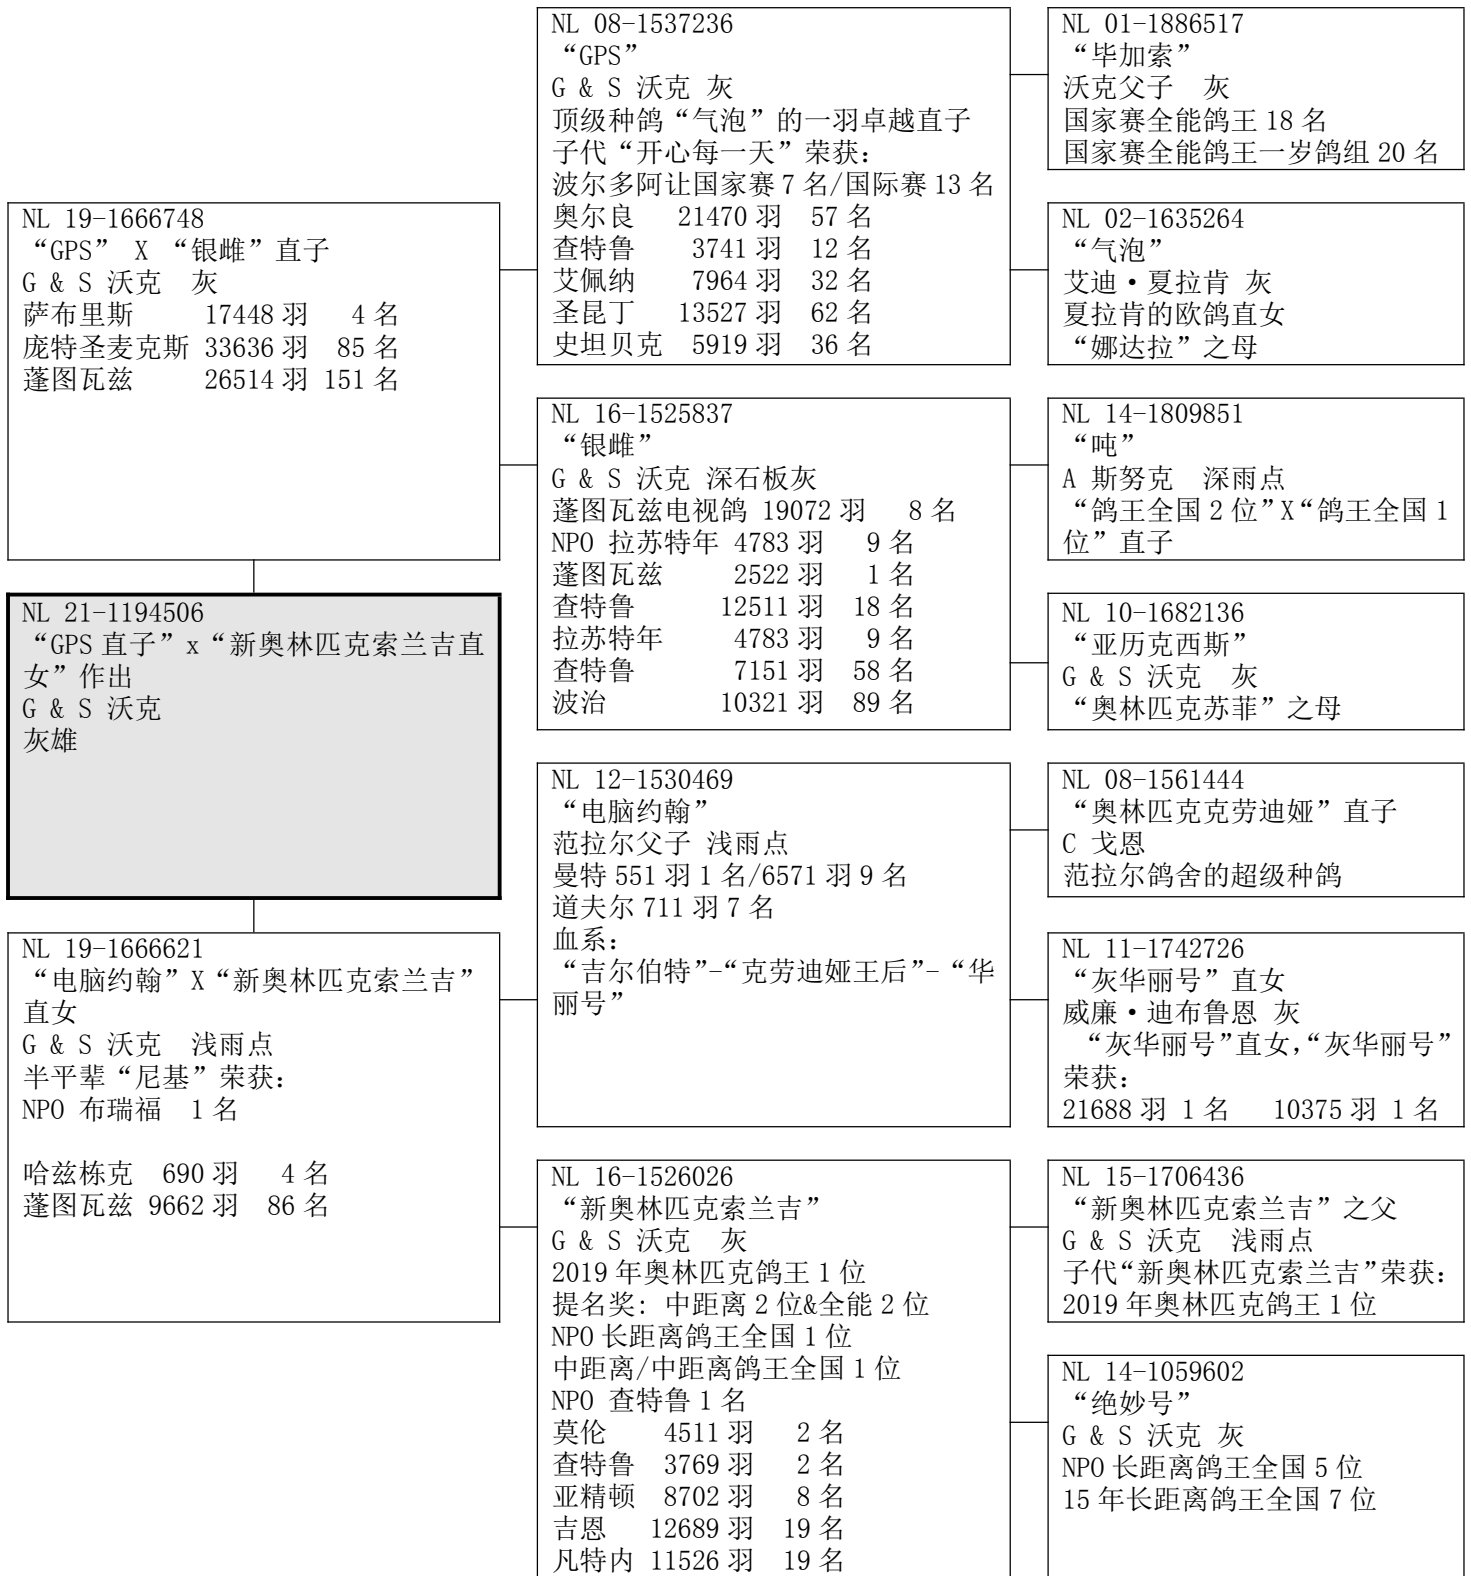 NL 21-1194506
“GPS 直子”x“新奥林匹克索兰吉直
女”作出
G & S 沃克
灰雄
NL 19-1666748
“GPS” X “银雌”直子
G & S 沃克 灰
萨布里斯 17448 羽 4 名
庞特圣麦克斯 33636 羽 85 名
蓬图瓦兹 26514 羽 151 名
NL 19-1666621
“电脑约翰”X“新奥林匹克索兰吉”
直女
G & S 沃克 浅雨点
半平辈“尼基”荣获：
NPO 布瑞福 1 名
哈兹栋克 690 羽 4 名
蓬图瓦兹 9662 羽 86 名
NL 08-1537236
“GPS”
G & S 沃克 灰
顶级种鸽“气泡”的一羽卓越直子
子代“开心每一天”荣获：
波尔多阿让国家赛 7 名/国际赛 13 名
奥尔良 21470 羽 57 名
查特鲁 3741 羽 12 名
艾佩纳 7964 羽 32 名
圣昆丁 13527 羽 62 名
史坦贝克 5919 羽 36 名
NL 16-1525837
“银雌”
G & S 沃克 深石板灰
蓬图瓦兹电视鸽 19072 羽 8 名
NPO 拉苏特年 4783 羽 9 名
蓬图瓦兹 2522 羽 1 名
查特鲁 12511 羽 18 名
拉苏特年 4783 羽 9 名
查特鲁 7151 羽 58 名
波治 10321 羽 89 名
NL 12-1530469
“电脑约翰”
范拉尔父子 浅雨点
曼特 551 羽 1 名/6571 羽 9 名
道夫尔 711 羽 7 名
血系：
“吉尔伯特”-“克劳迪娅王后”-“华
丽号”
NL 16-1526026
“新奥林匹克索兰吉”
G & S 沃克 灰
2019 年奥林匹克鸽王 1 位
提名奖: 中距离 2 位&全能 2 位
NPO 长距离鸽王全国 1 位
中距离/中距离鸽王全国 1 位
NPO 查特鲁 1 名
莫伦 4511 羽 2 名
查特鲁 3769 羽 2 名
亚精顿 8702 羽 8 名
吉恩 12689 羽 19 名
凡特内 11526 羽 19 名
NL 01-1886517
“毕加索”
沃克父子 灰
国家赛全能鸽王 18 名
国家赛全能鸽王一岁鸽组 20 名
NL 02-1635264
“气泡”
艾迪·夏拉肯 灰
夏拉肯的欧鸽直女
“娜达拉”之母
NL 14-1809851
“吨”
A 斯努克 深雨点
“鸽王全国 2 位”X“鸽王全国 1
位”直子
NL 10-1682136
“亚历克西斯”
G & S 沃克 灰
“奥林匹克苏菲”之母
NL 08-1561444
“奥林匹克克劳迪娅”直子
C 戈恩
范拉尔鸽舍的超级种鸽
NL 11-1742726
“灰华丽号”直女
威廉·迪布鲁恩 灰
“灰华丽号”直女,“灰华丽号”
荣获：
21688 羽 1 名 10375 羽 1 名
NL 15-1706436
“新奥林匹克索兰吉”之父
G & S 沃克 浅雨点
子代“新奥林匹克索兰吉”荣获：
2019 年奥林匹克鸽王 1 位
NL 14-1059602
“绝妙号”
G & S 沃克 灰
NPO 长距离鸽王全国 5 位
15 年长距离鸽王全国 7 位